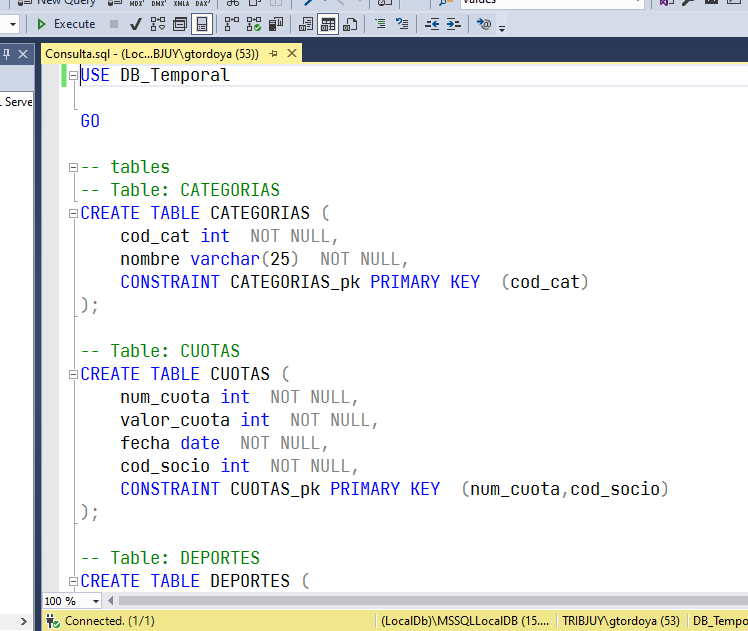 New Query
MDX
DMX
XMLA
DAX
values
Execute
Consulta.sql - (Loc...BJUY\gtordoya (53))
. Serve
USE DB_Temporal
GO
-- tables
-- Table: CATEGORIAS
CREATE TABLE CATEGORIAS (
cod_cat int  NOT NULL,
nombre varchar(25)  NOT NULL,
CONSTRAINT CATEGORIAS_pk PRIMARY KEY  (cod_cat)
);
-- Table: CUOTAS
CREATE TABLE CUOTAS (
num_cuota int  NOT NULL,
valor_cuota int  NOT NULL,
fecha date  NOT NULL,
cod_socio int  NOT NULL,
CONSTRAINT CUOTAS_pk PRIMARY KEY  (num_cuota,cod_socio)
);
-- Table: DEPORTES
CREATE TABLE DEPORTES (
100 %
Connected. (1/1)
(LocalDb)\MSSQLLocalDB (15....
TRIBJUY\gtordoya (53)
DB_Tempo